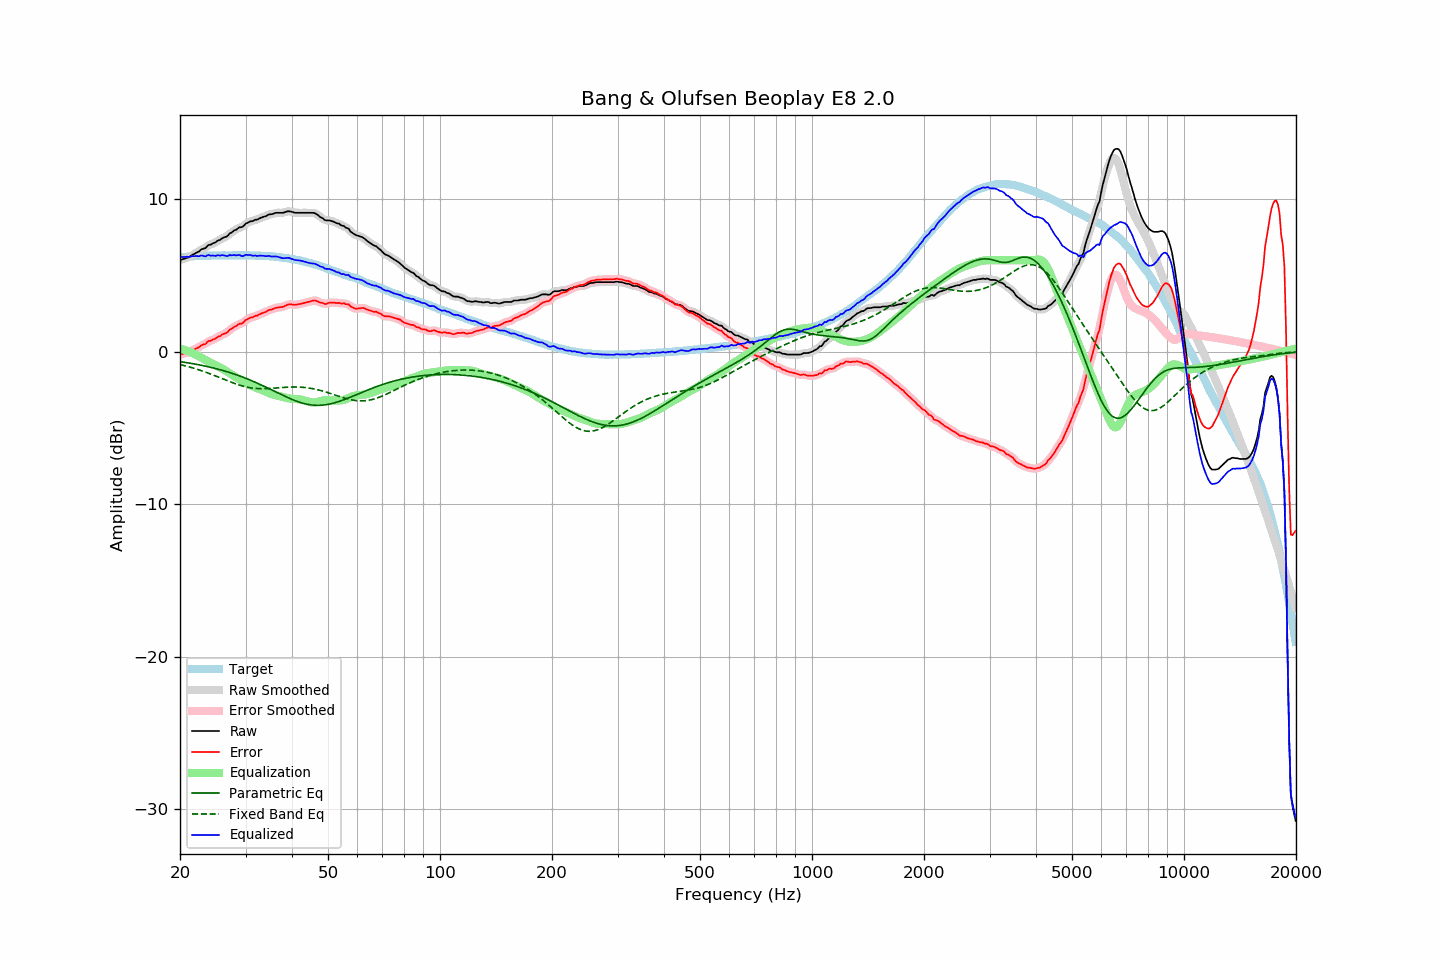 Bang & Olufsen Beoplay E8 2.0
10
0
−10
−20
−30
Amplitude (dBr)
Target
Raw Smoothed
Error Smoothed
Raw
Error
Equalization
Parametric Eq
Fixed Band Eq
Equalized
20 50 100 200 500 1000 2000 5000 10000 20000
Frequency (Hz)